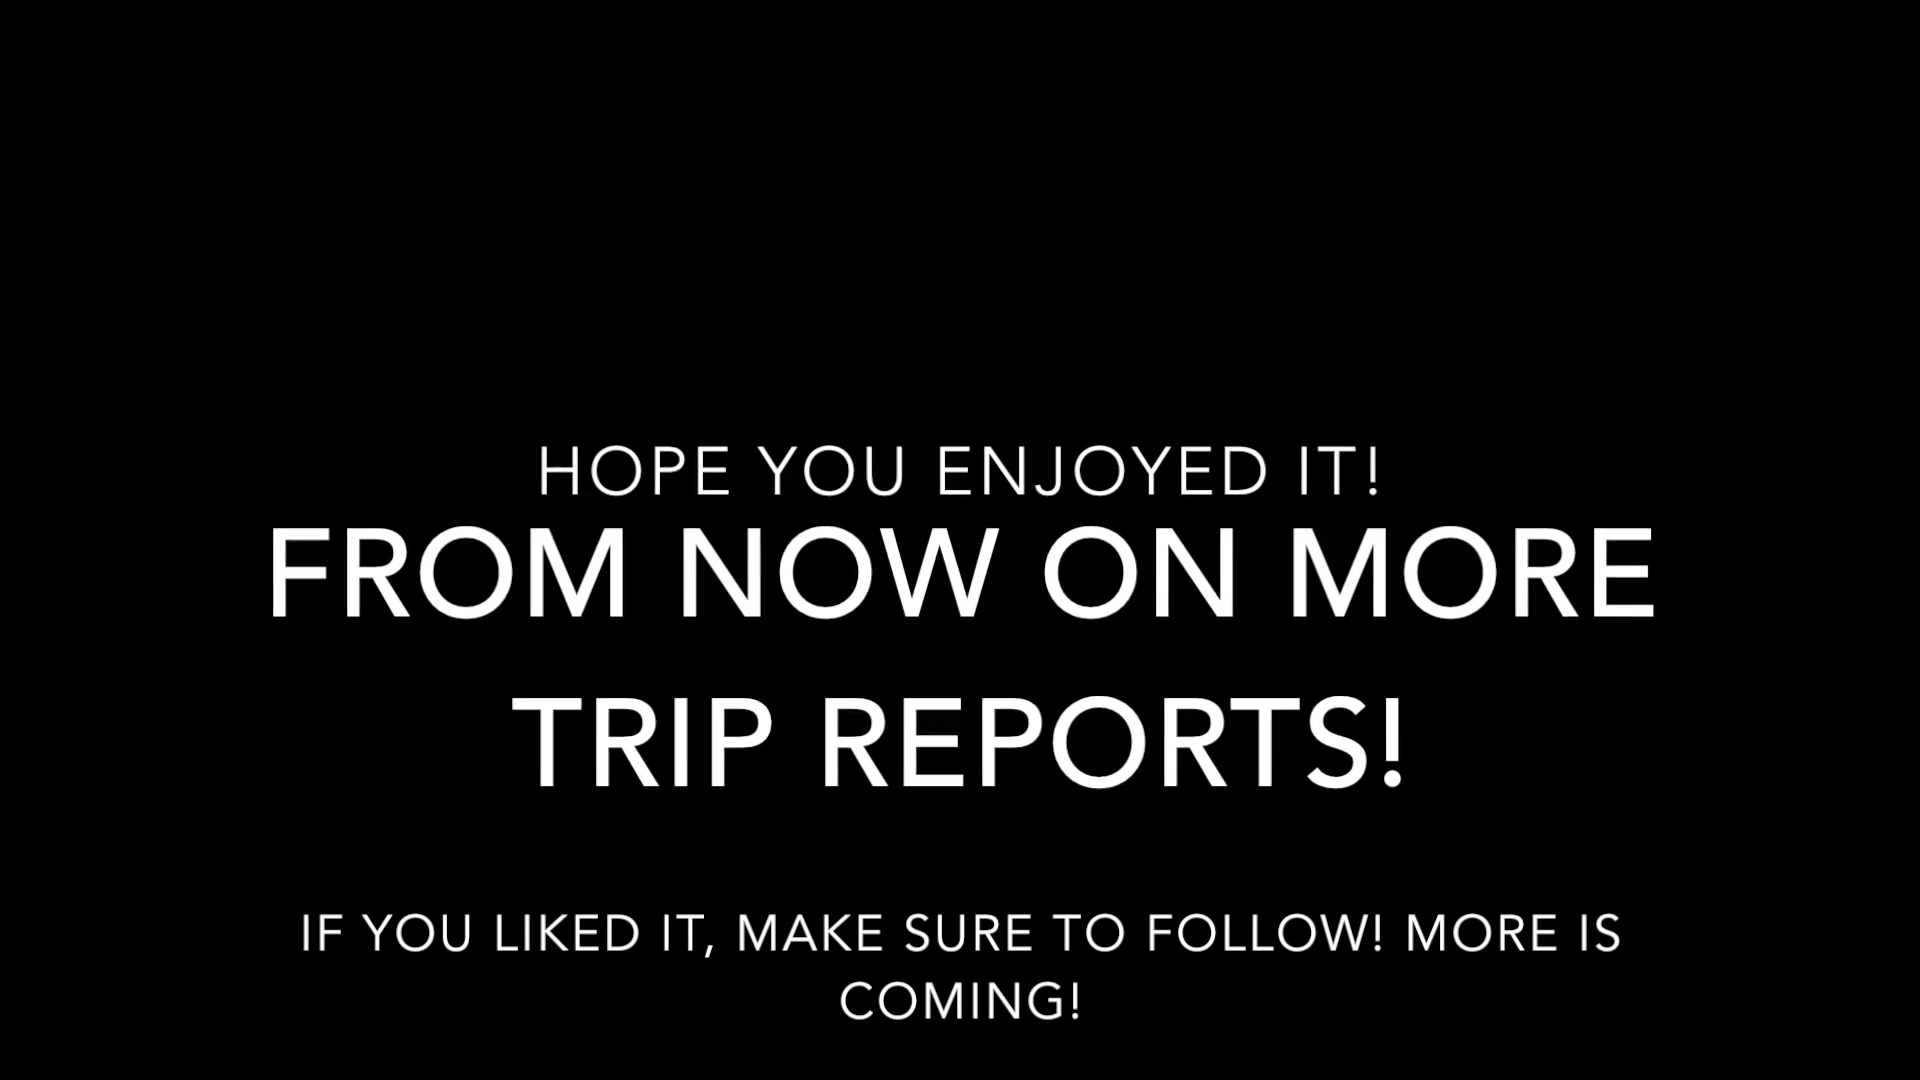 HOPE YOU ENJOYED IT!
FROM NOW ON MORE
TRIP REPORTS!
IF YOU LIKED IT, MAKE SURE TO FOLLOW! MORE IS
COMING!